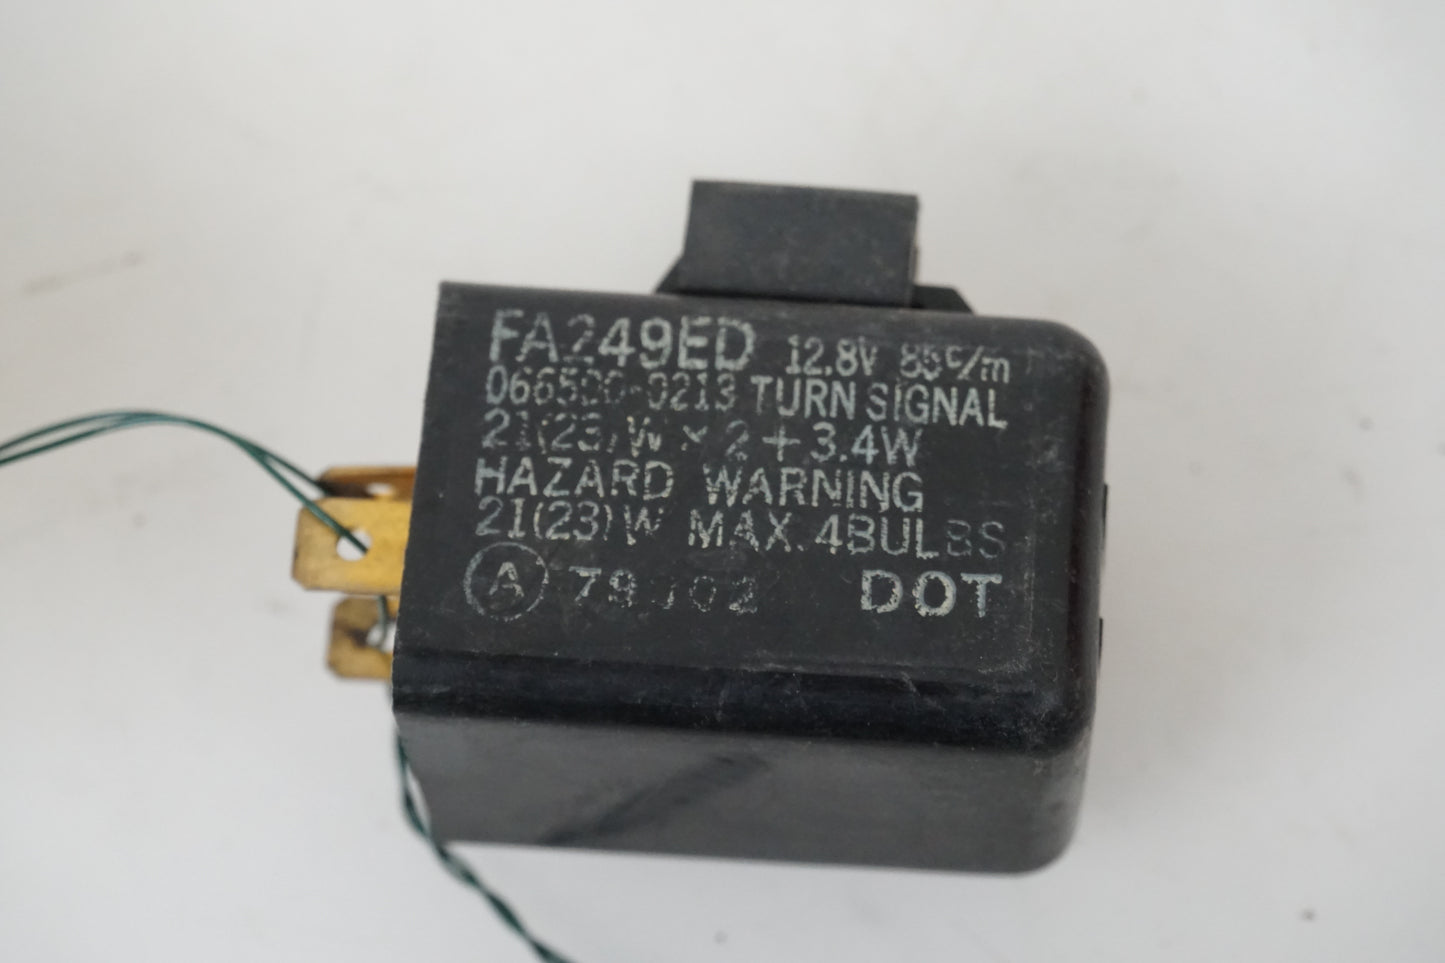 FA249ED 12.8V 85c/m
066500-0213 TURN SIGNAL
21(23)W × 2 + 3.4W
HAZARD WARNING
21(23)W MAX. 4BULBS
A DOT